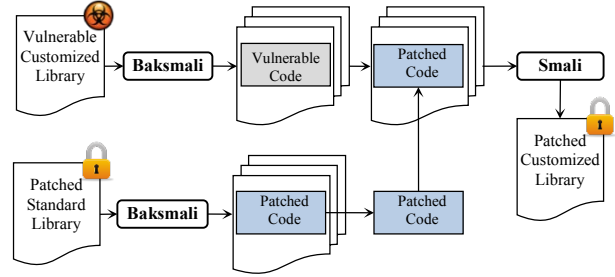 Vulnerable
Customized
Library
Baksmali
Vulnerable
Code
Patched
Code
Smali
Patched
Customized
Library
Patched
Standard
Library
Baksmali
Patched Code
Patched Code